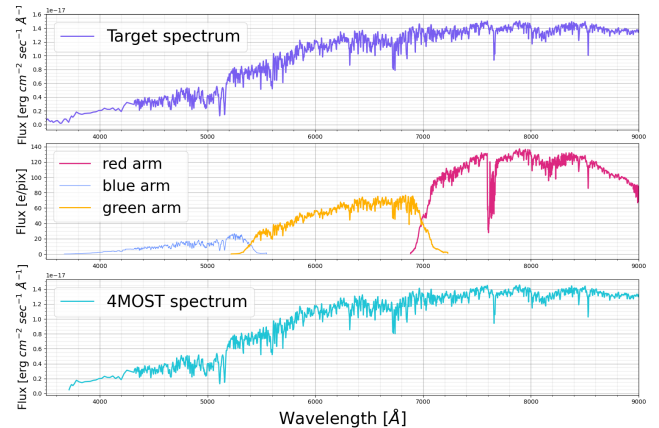 1e−17
Flux [erg cm⁻² sec⁻¹ Å⁻¹]
1.6
1.4
1.2
1.0
0.8
0.6
0.4
0.2
0.0
Target spectrum
4000 5000 6000 7000 8000 9000
Flux [e/pix]
140
120
100
80
60
40
20
0
red arm
blue arm
green arm
4000 5000 6000 7000 8000 9000
1e−17
Flux [erg cm⁻² sec⁻¹ Å⁻¹]
1.4
1.2
1.0
0.8
0.6
0.4
0.2
0.0
4MOST spectrum
4000 5000 6000 7000 8000 9000
Wavelength [Å]